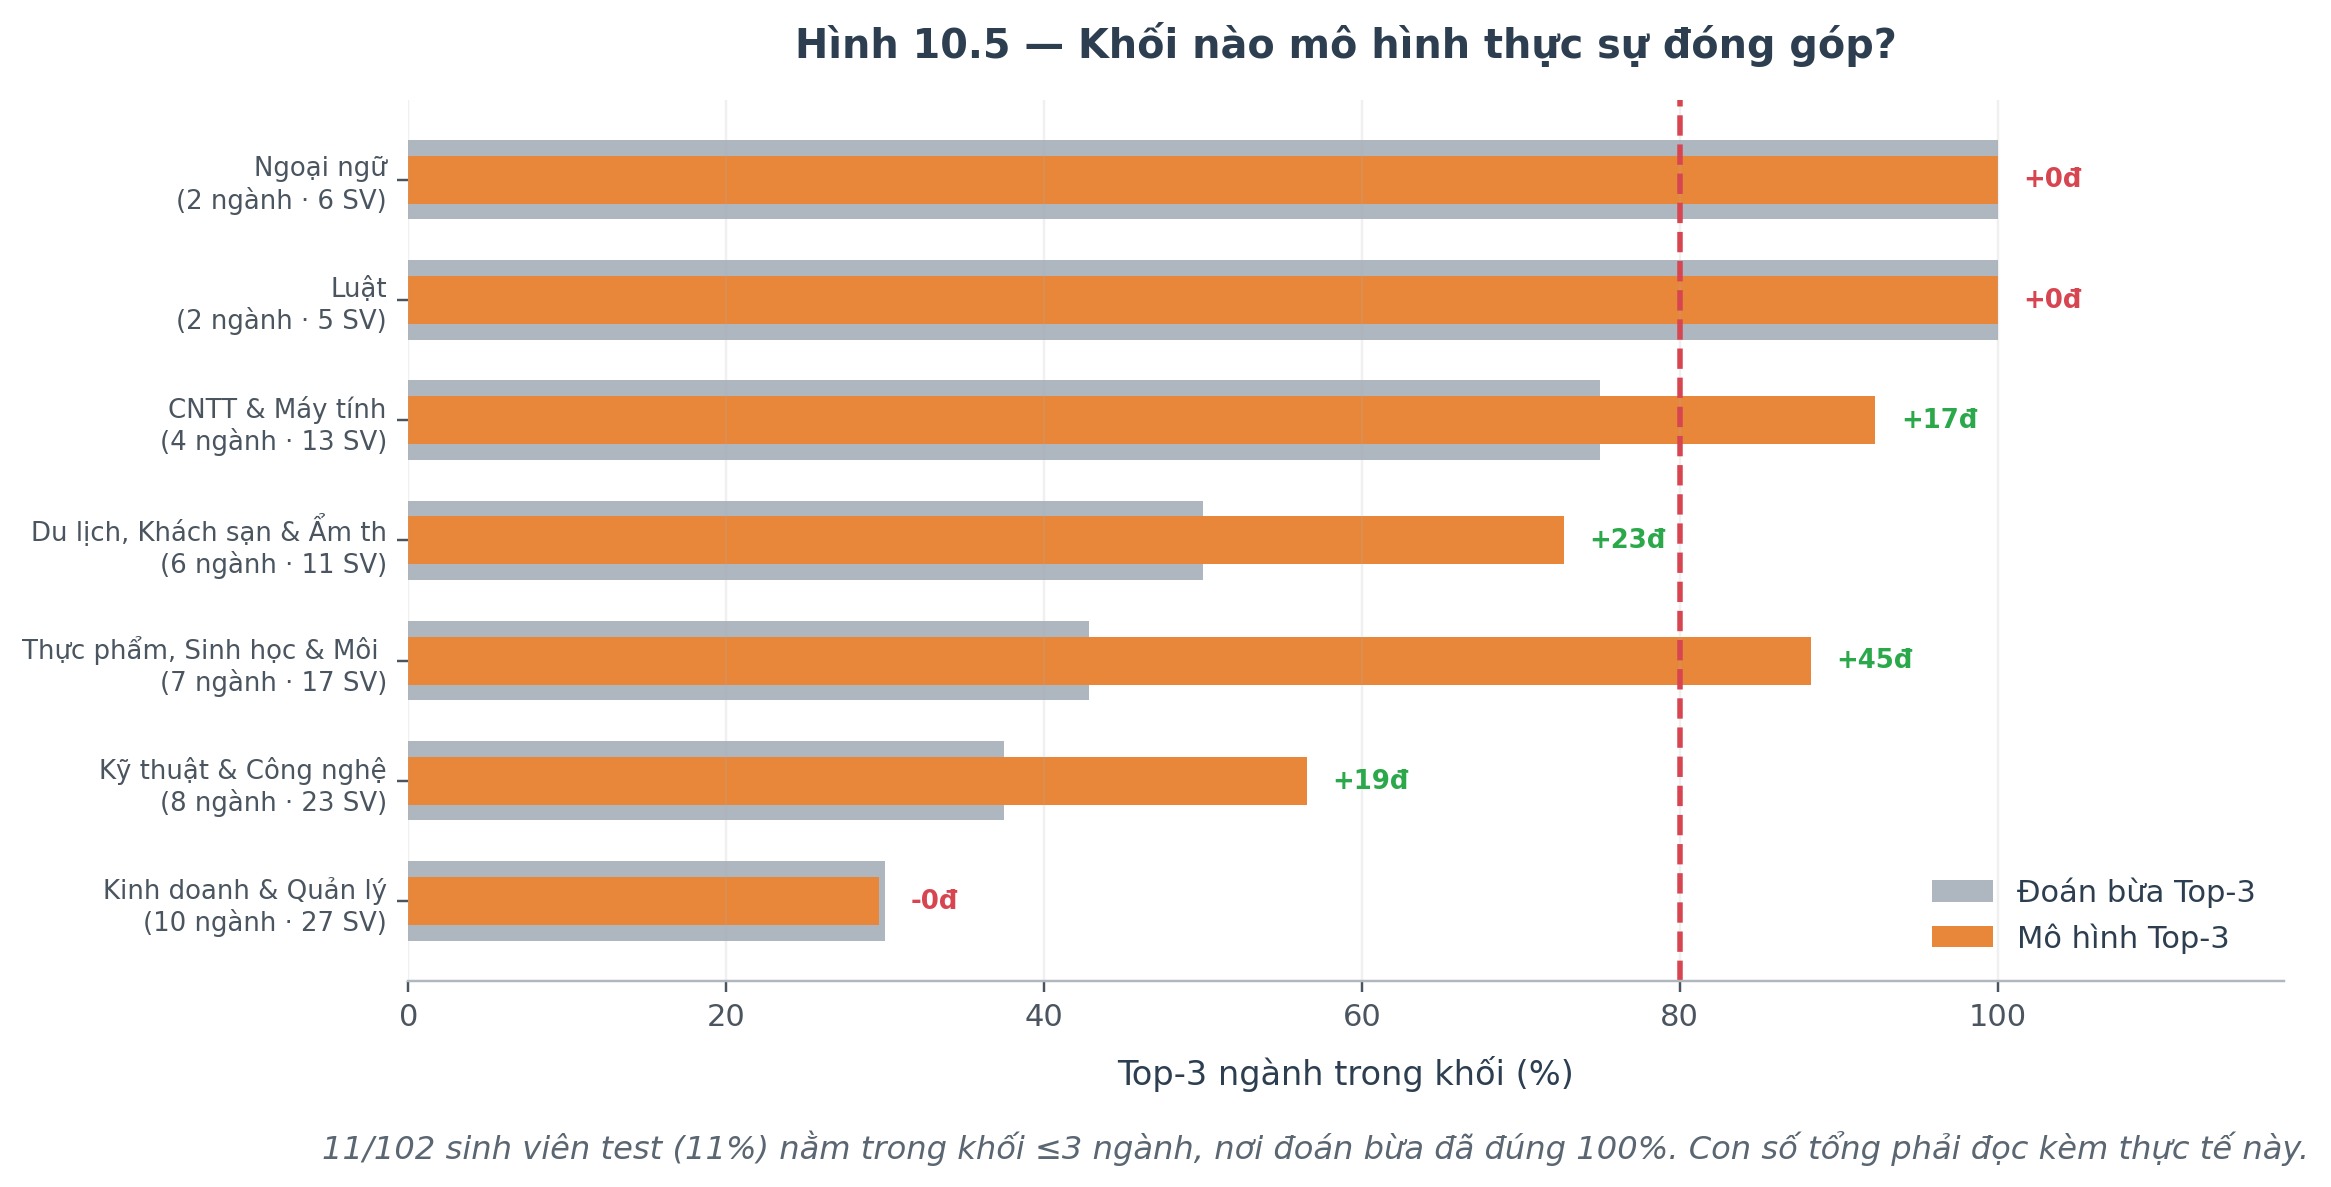 Hình 10.5 — Khối nào mô hình thực sự đóng góp?
Ngoại ngữ
(2 ngành · 6 SV)
+0đ
Luật
(2 ngành · 5 SV)
+0đ
CNTT & Máy tính
(4 ngành · 13 SV)
+17đ
Du lịch, Khách sạn & Ẩm th
(6 ngành · 11 SV)
+23đ
Thực phẩm, Sinh học & Môi
(7 ngành · 17 SV)
+45đ
Kỹ thuật & Công nghệ
(8 ngành · 23 SV)
+19đ
Kinh doanh & Quản lý
(10 ngành · 27 SV)
-0đ
Đoán bừa Top-3
Mô hình Top-3
0 20 40 60 80 100
Top-3 ngành trong khối (%)
11/102 sinh viên test (11%) nằm trong khối ≤3 ngành, nơi đoán bừa đã đúng 100%. Con số tổng phải đọc kèm thực tế này.